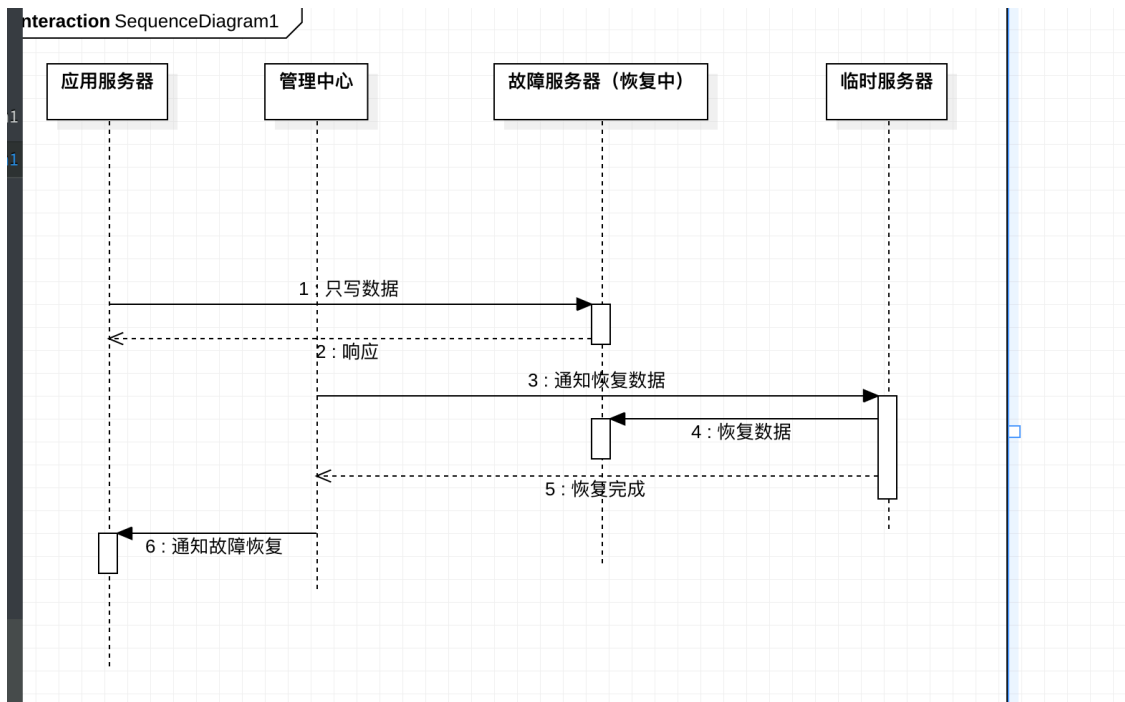 nteraction SequenceDiagram1
应用服务器
管理中心
故障服务器（恢复中）
临时服务器
1
1
1 : 只写数据
2 : 响应
3 : 通知恢复数据
4 : 恢复数据
5 : 恢复完成
6 : 通知故障恢复